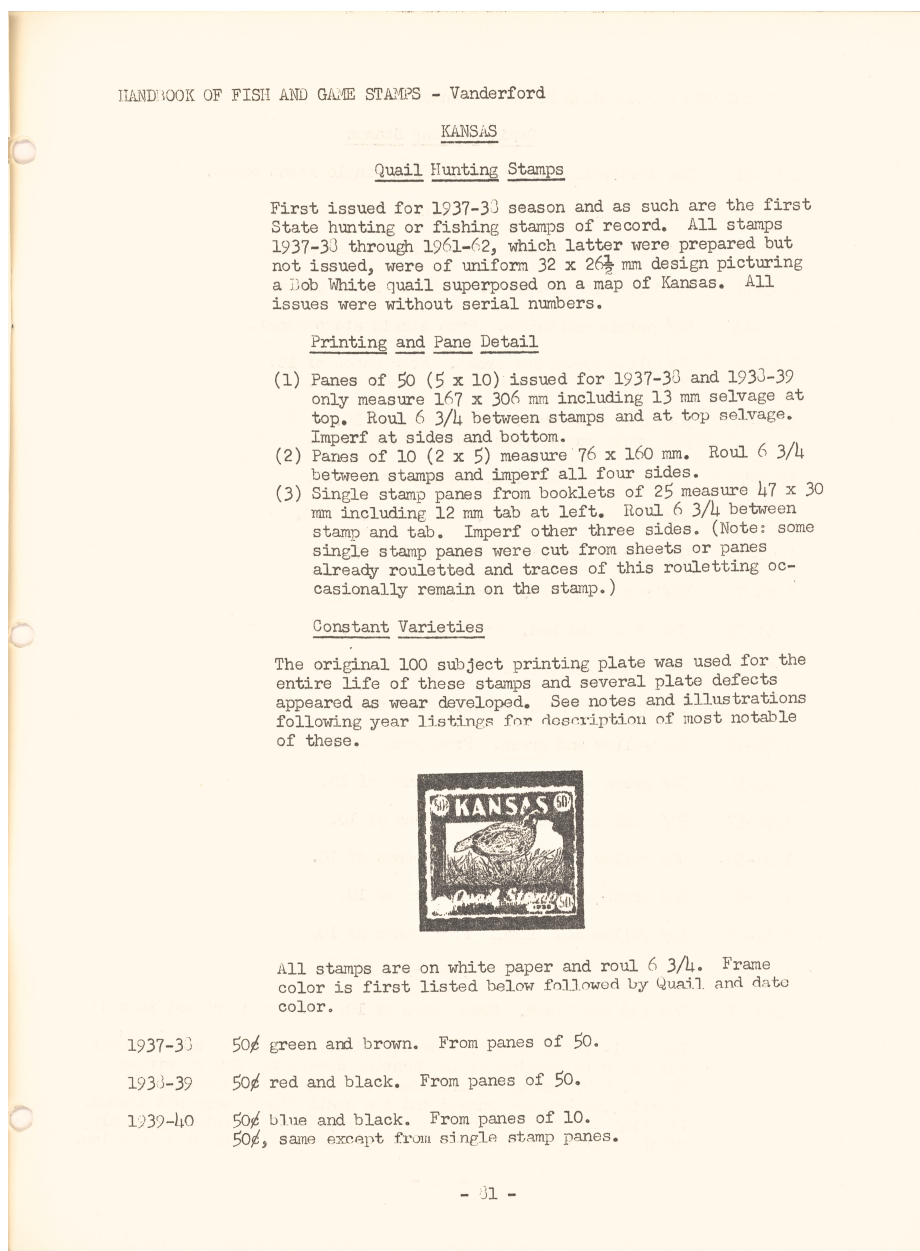 HANDBOOK OF FISH AND GAME STAMPS - Vanderford
KANSAS
Quail Hunting Stamps
First issued for 1937-38 season and as such are the first
State hunting or fishing stamps of record. All stamps
1937-38 through 1961-62, which latter were prepared but
not issued, were of uniform 32 x 26½ mm design picturing
a Bob White quail superposed on a map of Kansas. All
issues were without serial numbers.
Printing and Pane Detail
(1) Panes of 50 (5 x 10) issued for 1937-38 and 1938-39
only measure 167 x 306 mm including 13 mm selvage at
top. Roul 6 3/4 between stamps and at top selvage.
Imperf at sides and bottom.
(2) Panes of 10 (2 x 5) measure 76 x 160 mm. Roul 6 3/4
between stamps and imperf all four sides.
(3) Single stamp panes from booklets of 25 measure 47 x 30
mm including 12 mm tab at left. Roul 6 3/4 between
stamp and tab. Imperf other three sides. (Note: some
single stamp panes were cut from sheets or panes
already rouletted and traces of this rouletting oc-
casionally remain on the stamp.)
Constant Varieties
The original 100 subject printing plate was used for the
entire life of these stamps and several plate defects
appeared as wear developed. See notes and illustrations
following year listings for description of most notable
of these.
50¢ KANSAS 50¢
Quail Stamp
1938 50¢
All stamps are on white paper and roul 6 3/4. Frame
color is first listed below followed by Quail and date
color.
1937-38 50¢ green and brown. From panes of 50.
1938-39 50¢ red and black. From panes of 50.
1939-40 50¢ blue and black. From panes of 10.
50¢, same except from single stamp panes.
- 81 -